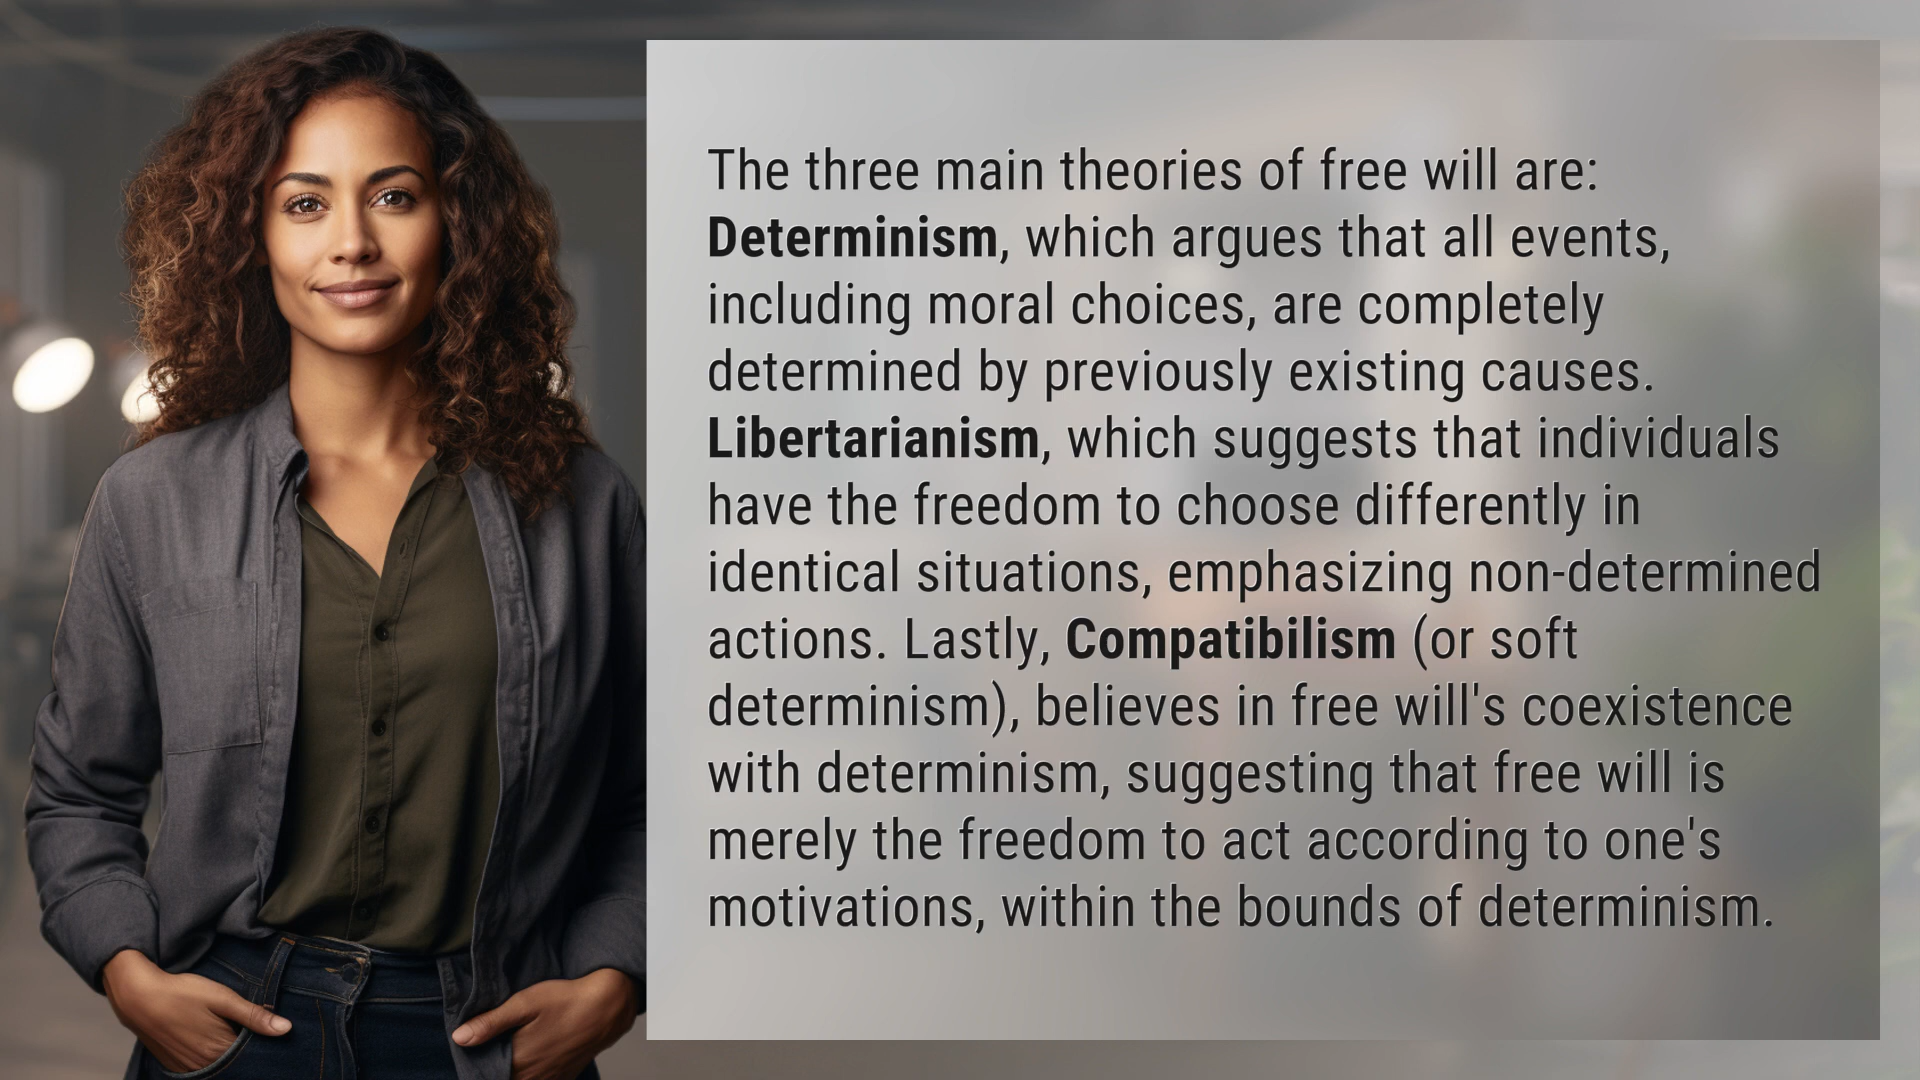 The three main theories of free will are:
Determinism, which argues that all events,
including moral choices, are completely
determined by previously existing causes.
Libertarianism, which suggests that individuals
have the freedom to choose differently in
identical situations, emphasizing non-determined
actions. Lastly, Compatibilism (or soft
determinism), believes in free will's coexistence
with determinism, suggesting that free will is
merely the freedom to act according to one's
motivations, within the bounds of determinism.